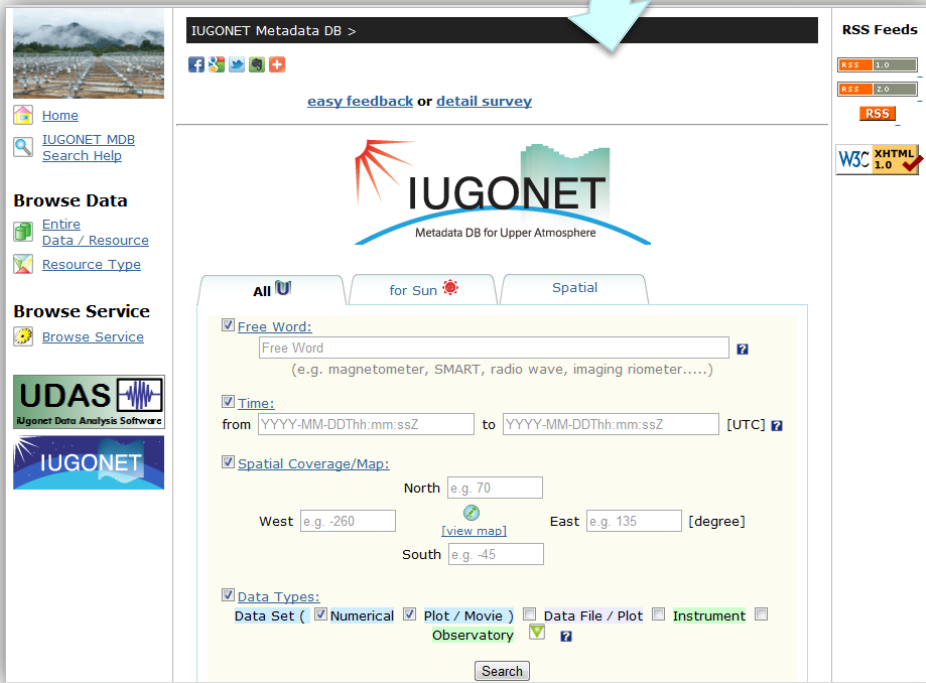 IUGONET Metadata DB >
easy feedback or detail survey
Home
IUGONET MDB
Search Help
Browse Data
Entire
Data / Resource
Resource Type
Browse Service
Browse Service
UDAS
iUgonet Data Analysis Software
IUGONET
IUGONET
Metadata DB for Upper Atmosphere
All U
for Sun
Spatial
Free Word:
Free Word
(e.g. magnetometer, SMART, radio wave, imaging riometer.....)
Time:
from YYYY-MM-DDThh:mm:ssZ to YYYY-MM-DDThh:mm:ssZ [UTC] ?
Spatial Coverage/Map:
North e.g. 70
West e.g. -260 [view map] East e.g. 135 [degree]
South e.g. -45
Data Types:
Data Set ( Numerical Plot / Movie ) Data File / Plot Instrument
Observatory ?
Search
RSS Feeds
RSS 1.0
RSS 2.0
RSS
W3C XHTML
1.0